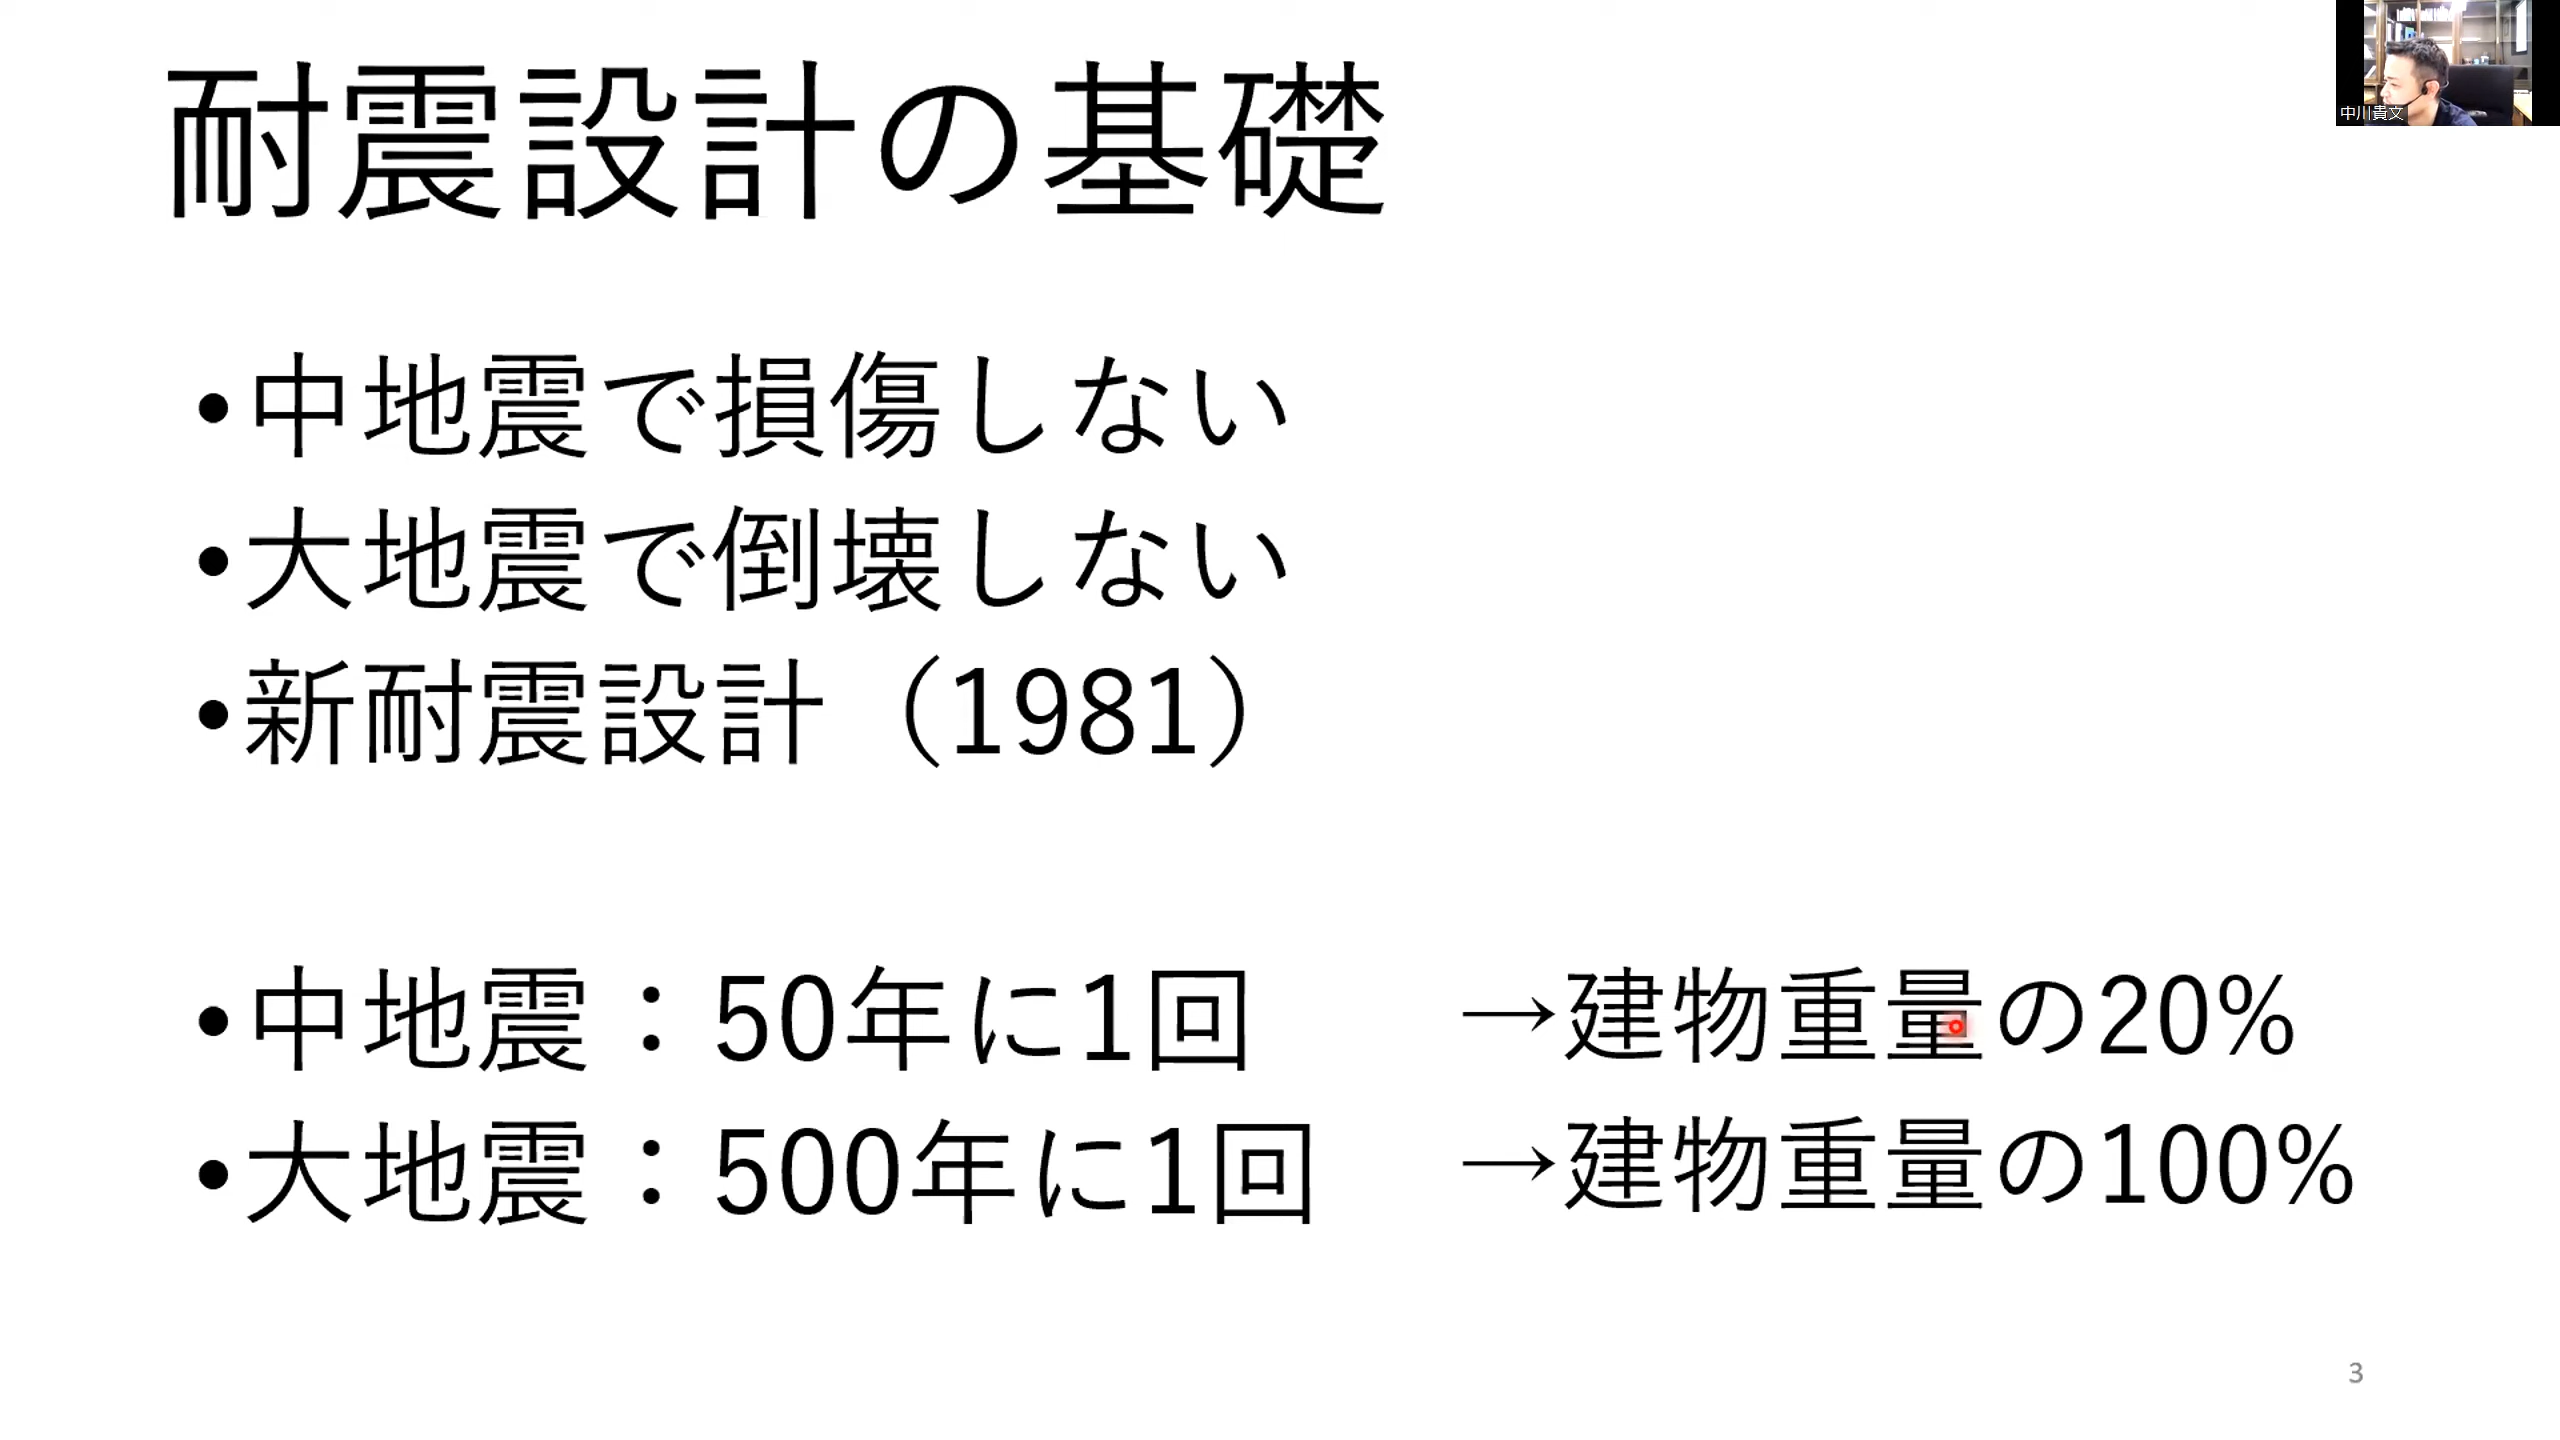 耐震設計の基礎
中川貴文
•中地震で損傷しない
•大地震で倒壊しない
•新耐震設計（1981）
•中地震：50年に1回 →建物重量の20%
•大地震：500年に1回 →建物重量の100%
3